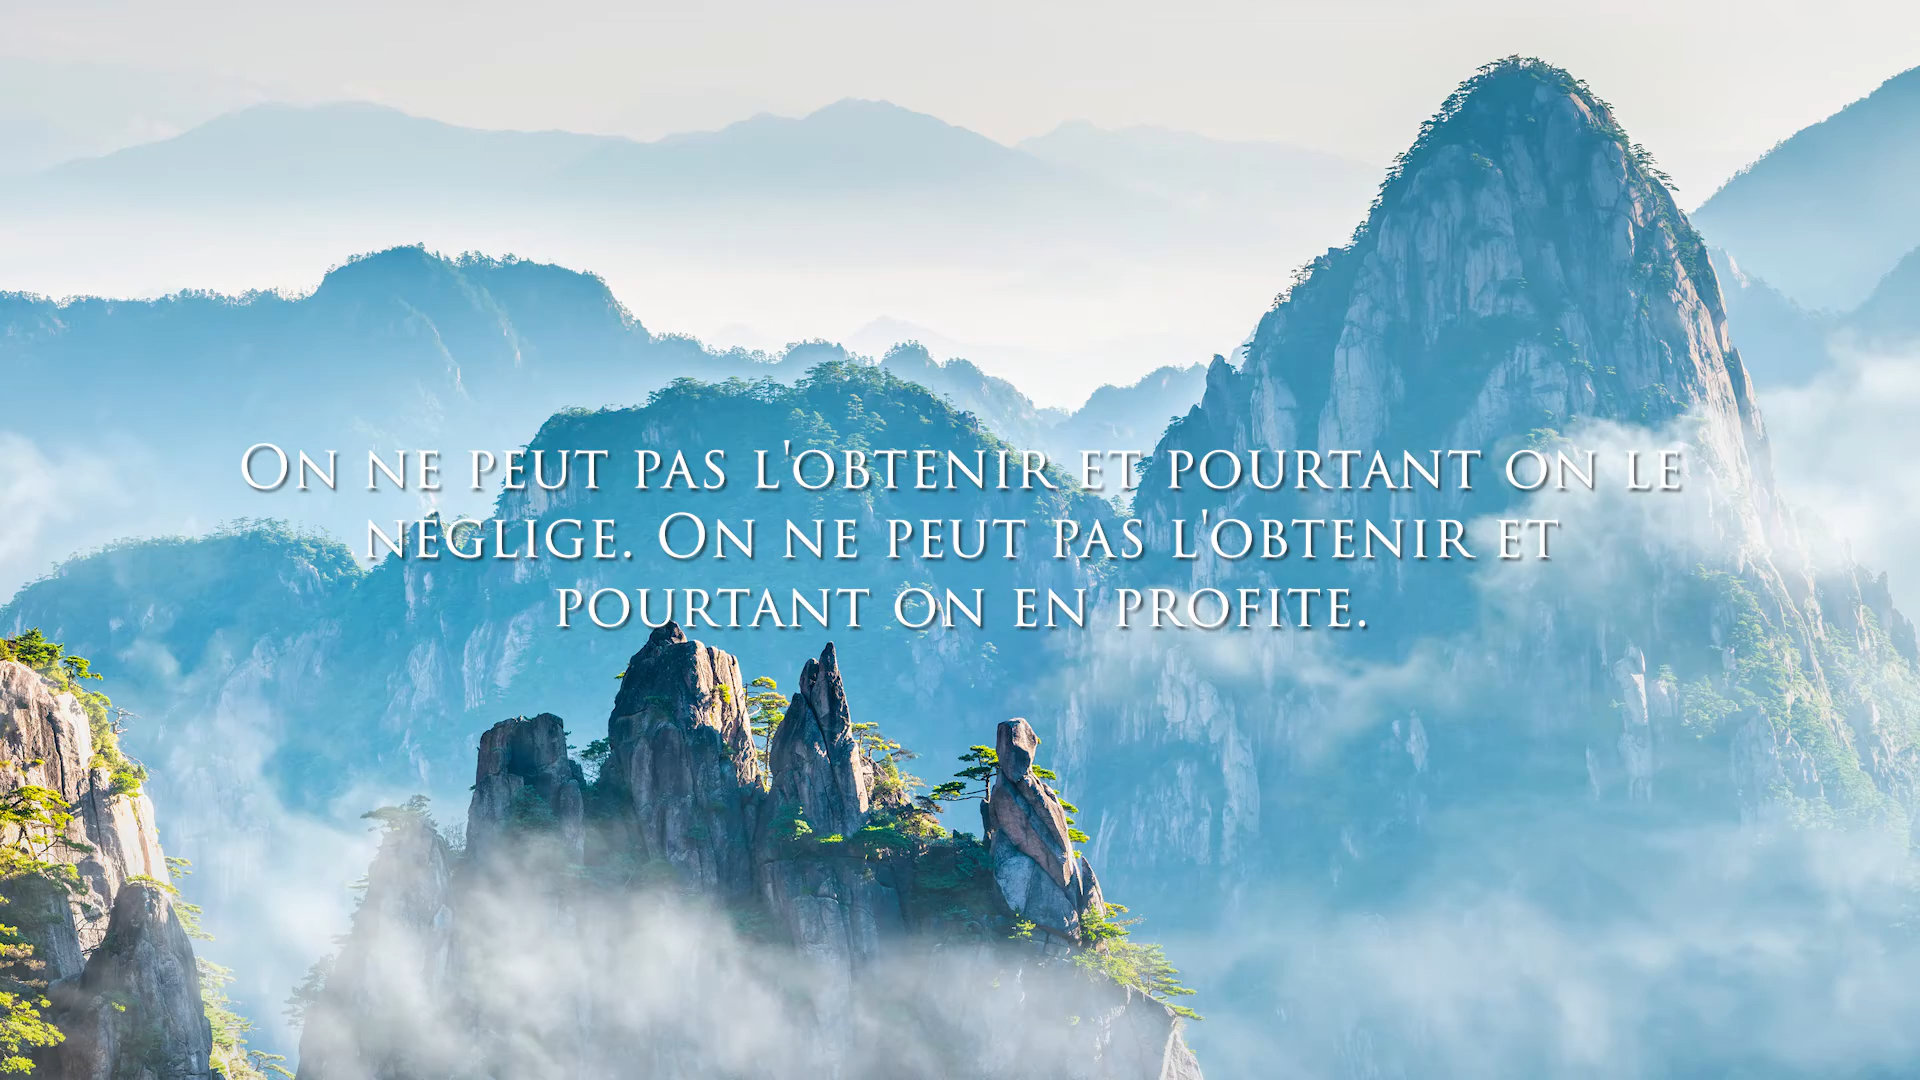 On ne peut pas l'obtenir et pourtant on le
néglige. On ne peut pas l'obtenir et
pourtant on en profite.